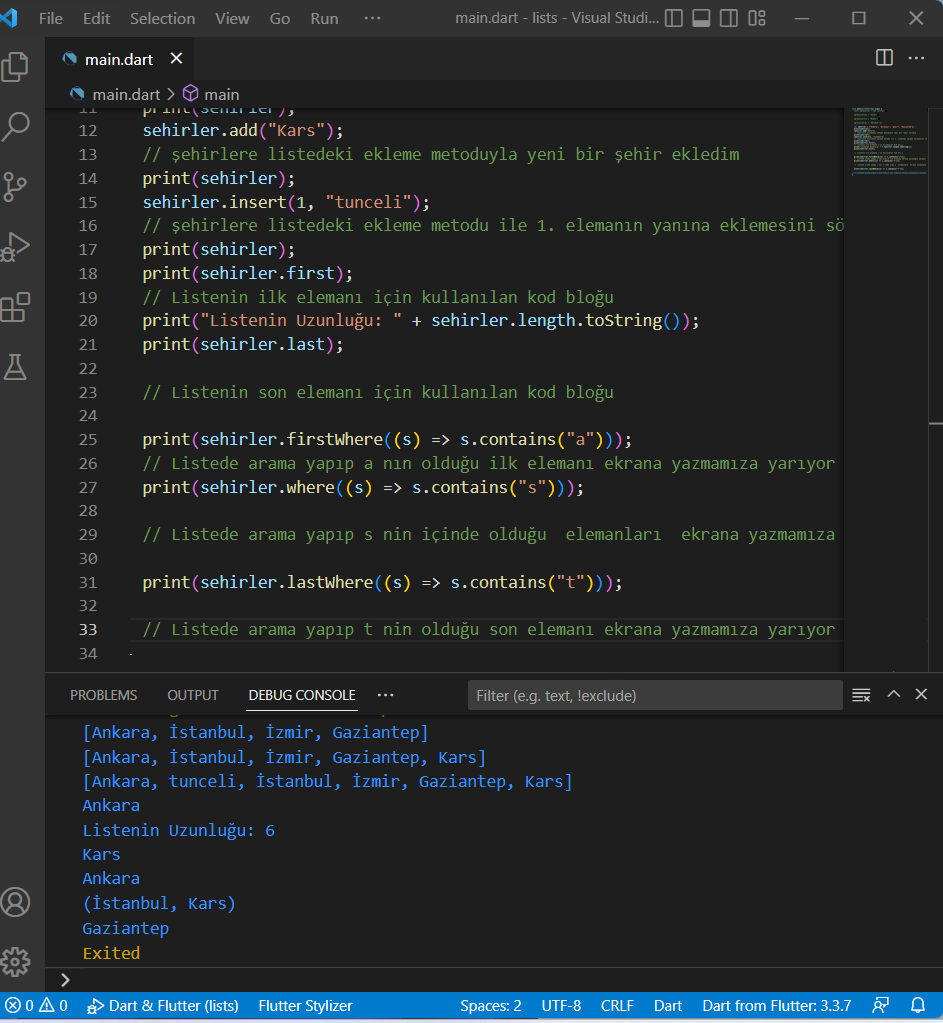 File Edit Selection View Go Run ··· main.dart - lists - Visual Studi...
main.dart
main.dart > main
11 print(sehirler);
12 sehirler.add("Kars");
13 // şehirlere listedeki ekleme metoduyla yeni bir şehir ekledim
14 print(sehirler);
15 sehirler.insert(1, "tunceli");
16 // şehirlere listedeki ekleme metodu ile 1. elemanın yanına eklemesini sö
17 print(sehirler);
18 print(sehirler.first);
19 // Listenin ilk elemanı için kullanılan kod bloğu
20 print("Listenin Uzunluğu: " + sehirler.length.toString());
21 print(sehirler.last);
22
23 // Listenin son elemanı için kullanılan kod bloğu
24
25 print(sehirler.firstWhere((s) => s.contains("a")));
26 // Listede arama yapıp a nın olduğu ilk elemanı ekrana yazmamıza yarıyor
27 print(sehirler.where((s) => s.contains("s")));
28
29 // Listede arama yapıp s nin içinde olduğu  elemanları  ekrana yazmamıza
30
31 print(sehirler.lastWhere((s) => s.contains("t")));
32
33 // Listede arama yapıp t nin olduğu son elemanı ekrana yazmamıza yarıyor
34
PROBLEMS OUTPUT DEBUG CONSOLE ··· Filter (e.g. text, !exclude)
[Ankara, İstanbul, İzmir, Gaziantep]
[Ankara, İstanbul, İzmir, Gaziantep, Kars]
[Ankara, tunceli, İstanbul, İzmir, Gaziantep, Kars]
Ankara
Listenin Uzunluğu: 6
Kars
Ankara
(İstanbul, Kars)
Gaziantep
Exited
>
0 0 Dart & Flutter (lists) Flutter Stylizer Spaces: 2 UTF-8 CRLF Dart Dart from Flutter: 3.3.7